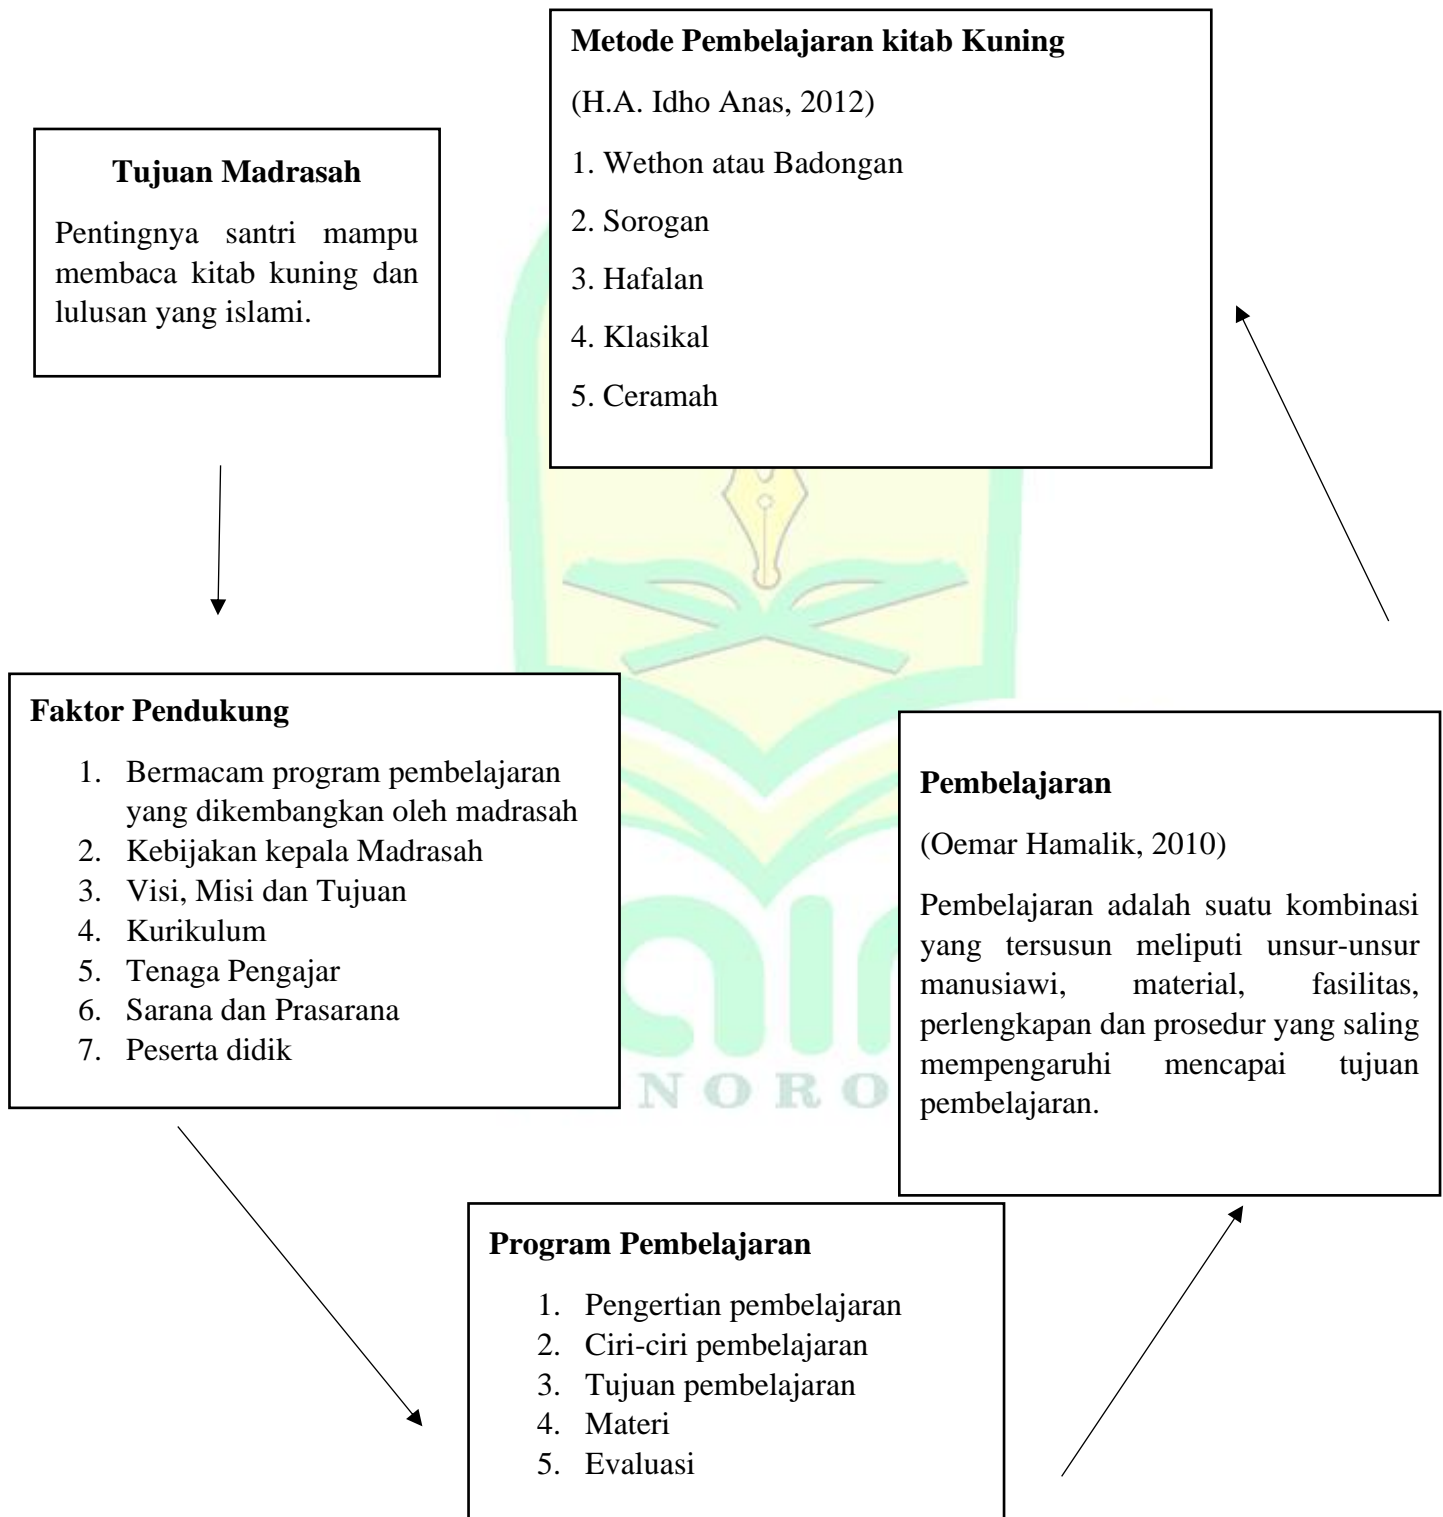 Metode Pembelajaran kitab Kuning
(H.A. Idho Anas, 2012)
1. Wethon atau Badongan
2. Sorogan
3. Hafalan
4. Klasikal
5. Ceramah
Tujuan Madrasah
Pentingnya santri mampu
membaca kitab kuning dan
lulusan yang islami.
Faktor Pendukung
1. Bermacam program pembelajaran
yang dikembangkan oleh madrasah
2. Kebijakan kepala Madrasah
3. Visi, Misi dan Tujuan
4. Kurikulum
5. Tenaga Pengajar
6. Sarana dan Prasarana
7. Peserta didik
Pembelajaran
(Oemar Hamalik, 2010)
Pembelajaran adalah suatu kombinasi
yang tersusun meliputi unsur-unsur
manusiawi, material, fasilitas,
perlengkapan dan prosedur yang saling
mempengaruhi mencapai tujuan
pembelajaran.
Program Pembelajaran
1. Pengertian pembelajaran
2. Ciri-ciri pembelajaran
3. Tujuan pembelajaran
4. Materi
5. Evaluasi